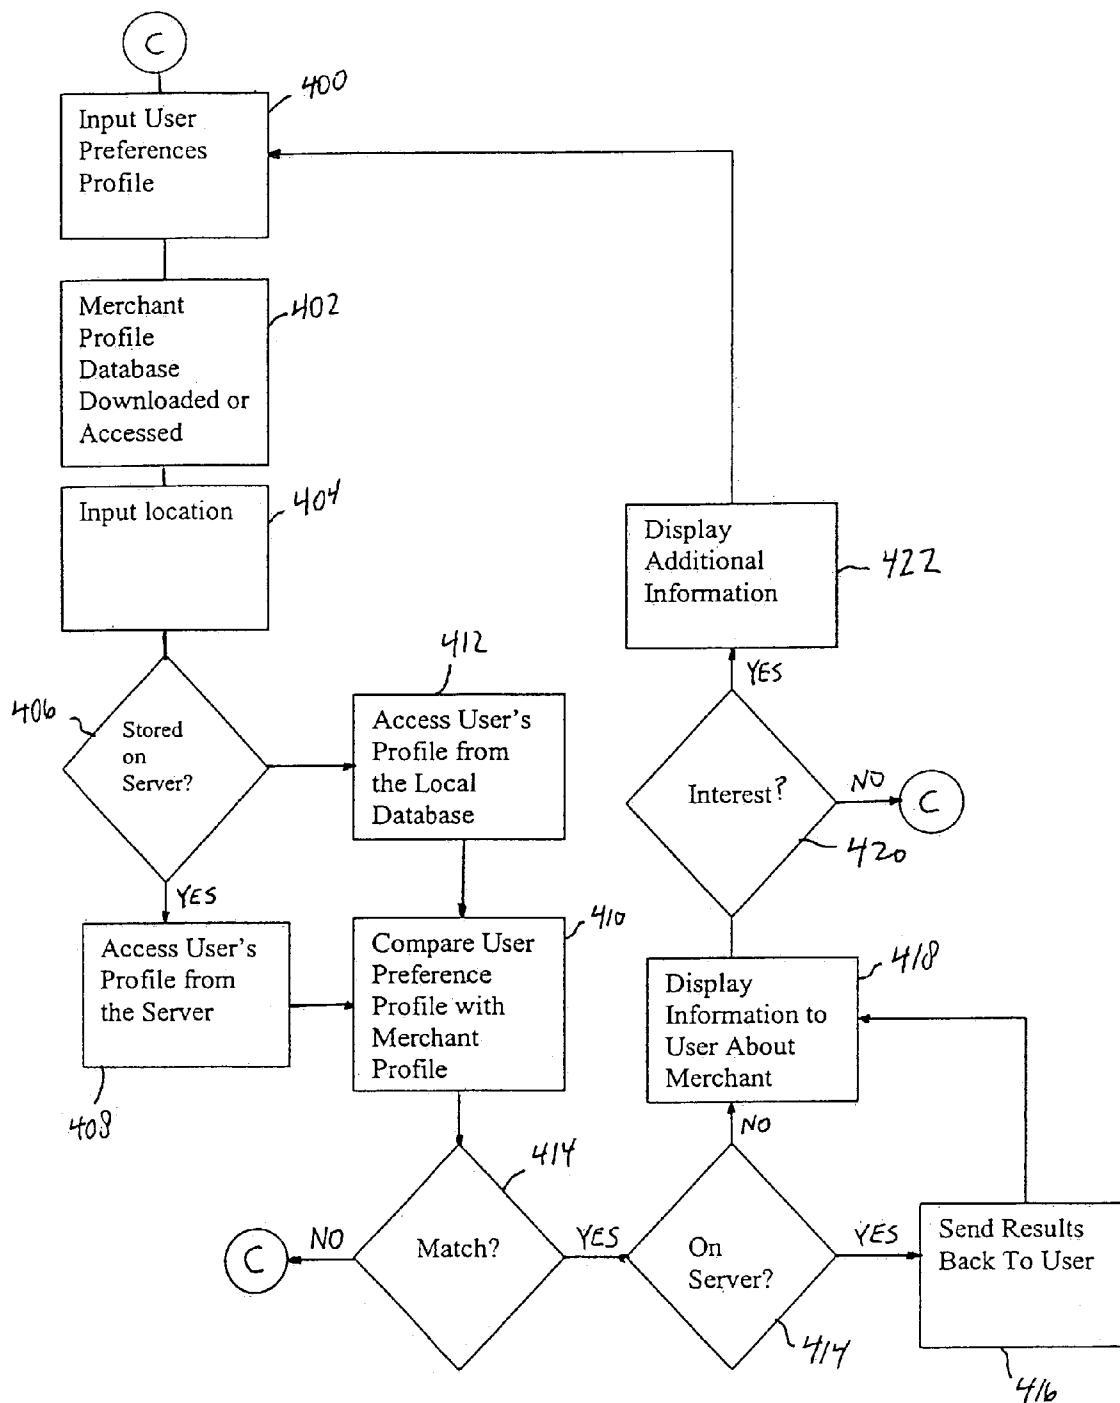 C
400
Input User
Preferences
Profile
402
Merchant
Profile
Database
Downloaded or
Accessed
404
Input location
406
Stored
on
Server?
YES
412
Access User's
Profile from
the Local
Database
408
Access User's
Profile from
the Server
410
Compare User
Preference
Profile with
Merchant
Profile
414
Match?
NO
C
YES
On
Server?
414
YES
Send Results
Back To User
416
NO
418
Display
Information to
User About
Merchant
Interest?
420
NO
C
YES
Display
Additional
Information
422